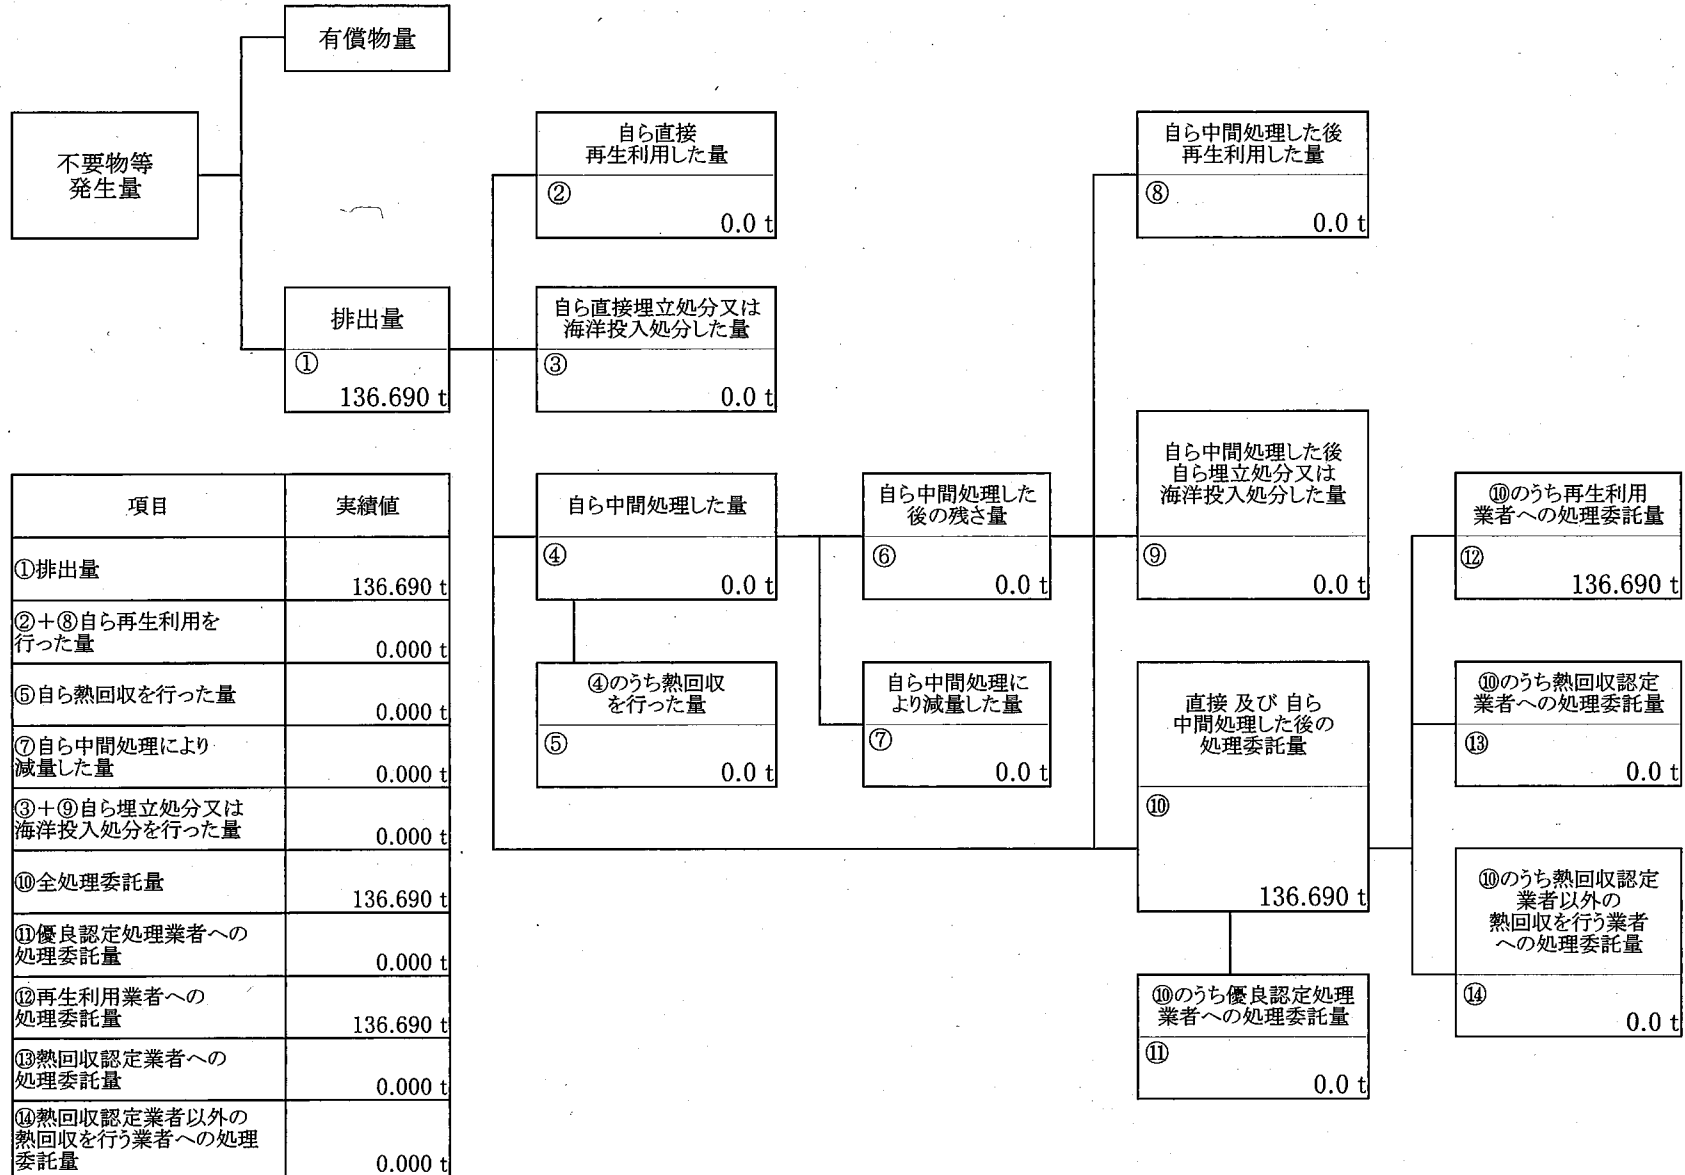 有償物量
不要物等
発生量
自ら直接
再生利用した量
②
0.0 t
自ら中間処理した後
再生利用した量
⑧
0.0 t
排出量
①
136.690 t
自ら直接埋立処分又は
海洋投入処分した量
③
0.0 t
項目
実績値
①排出量
136.690 t
②＋⑧自ら再生利用を
行った量
0.000 t
⑤自ら熱回収を行った量
0.000 t
⑦自ら中間処理により
減量した量
0.000 t
③＋⑨自ら埋立処分又は
海洋投入処分を行った量
0.000 t
⑩全処理委託量
136.690 t
⑪優良認定処理業者への
処理委託量
0.000 t
⑫再生利用業者への
処理委託量
136.690 t
⑬熱回収認定業者への
処理委託量
0.000 t
⑭熱回収認定業者以外の
熱回収を行う業者への処理
委託量
0.000 t
自ら中間処理した量
④
0.0 t
④のうち熱回収
を行った量
⑤
0.0 t
自ら中間処理した
後の残さ量
⑥
0.0 t
自ら中間処理に
より減量した量
⑦
0.0 t
自ら中間処理した後
自ら埋立処分又は
海洋投入処分した量
⑨
0.0 t
直接 及び 自ら
中間処理した後の
処理委託量
⑩
136.690 t
⑩のうち優良認定処理
業者への処理委託量
⑪
0.0 t
⑩のうち再生利用
業者への処理委託量
⑫
136.690 t
⑩のうち熱回収認定
業者への処理委託量
⑬
0.0 t
⑩のうち熱回収認定
業者以外の
熱回収を行う業者
への処理委託量
⑭
0.0 t